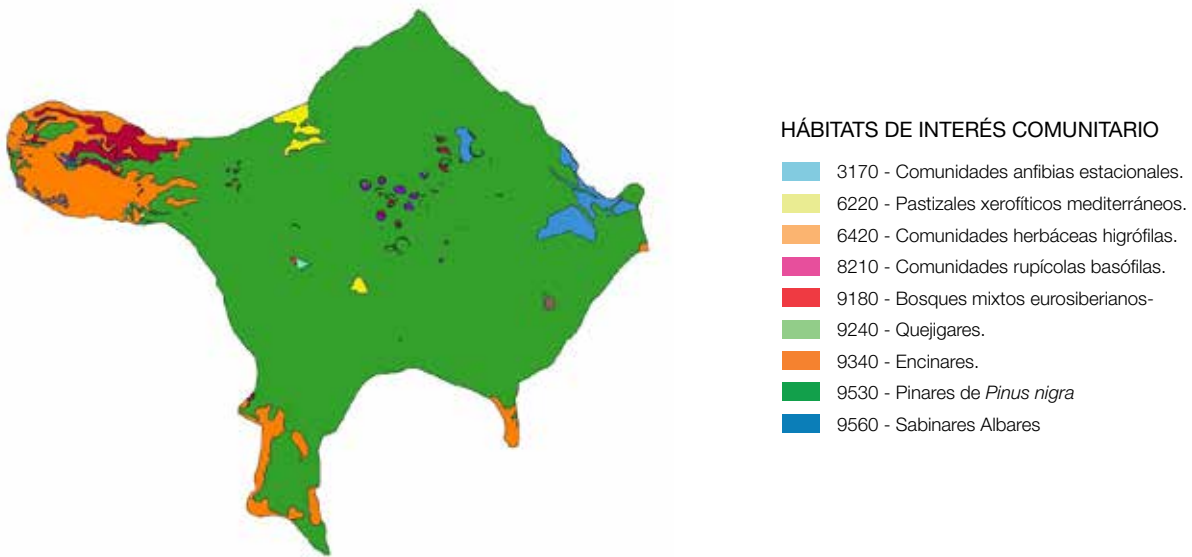 HÁBITATS DE INTERÉS COMUNITARIO
3170 - Comunidades anfibias estacionales.
6220 - Pastizales xerofíticos mediterráneos.
6420 - Comunidades herbáceas higrófilas.
8210 - Comunidades rupícolas basófilas.
9180 - Bosques mixtos eurosiberianos-
9240 - Quejigares.
9340 - Encinares.
9530 - Pinares de Pinus nigra
9560 - Sabinares Albares